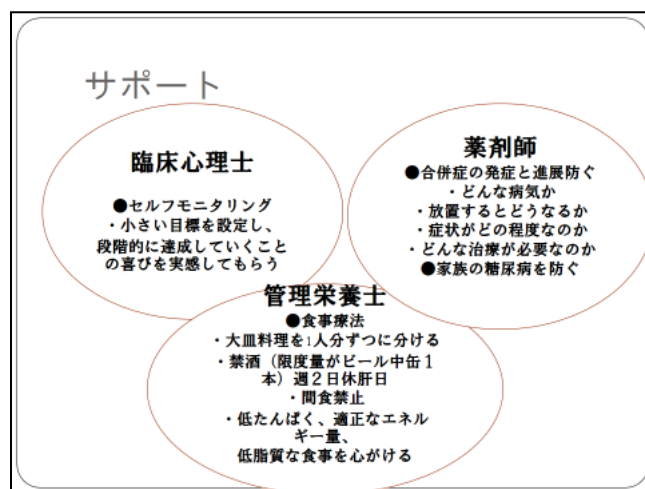 サポート
臨床心理士
●セルフモニタリング
・小さい目標を設定し、
段階的に達成していくこと
の喜びを実感してもらう
薬剤師
●合併症の発症と進展防ぐ
・どんな病気か
・放置するとどうなるか
・症状がどの程度なのか
・どんな治療が必要なのか
●家族の糖尿病を防ぐ
管理栄養士
●食事療法
・大皿料理を1人分ずつに分ける
・禁酒（限度量がビール中缶１
本）週２日休肝日
・間食禁止
・低たんぱく、適正なエネル
ギー量、
低脂質な食事を心がける